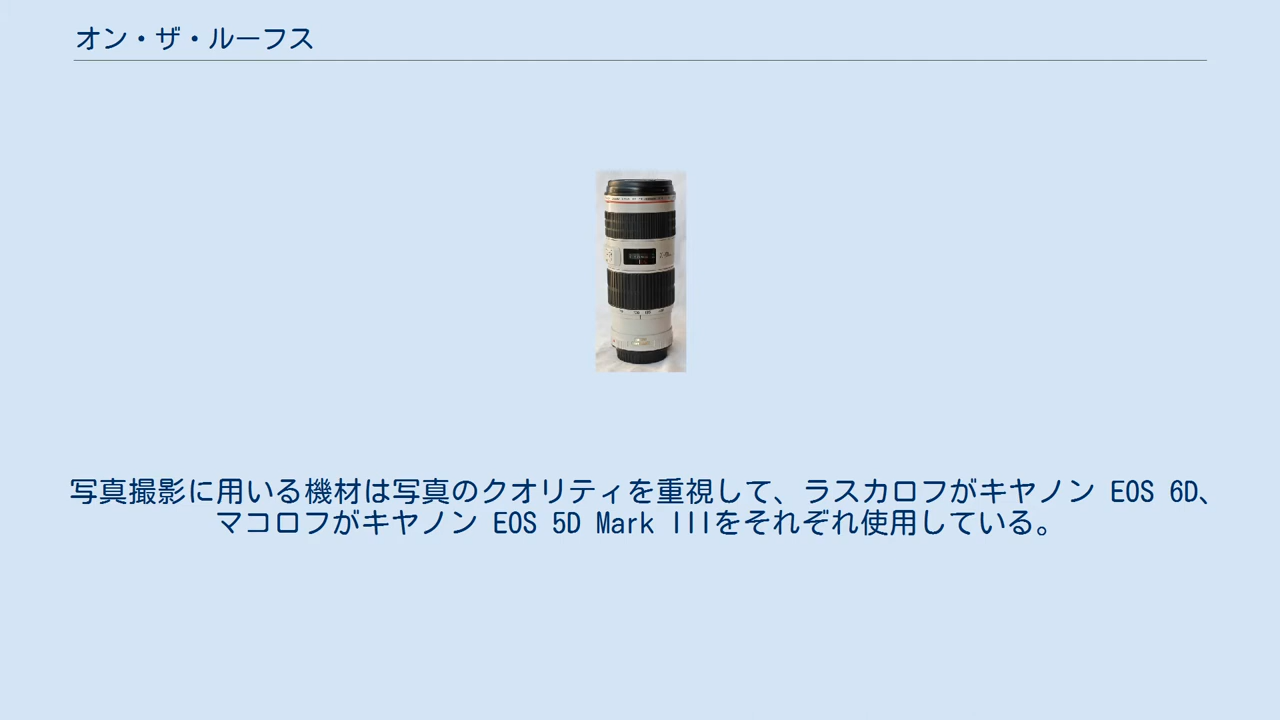 オン・ザ・ルーフス
写真撮影に用いる機材は写真のクオリティを重視して、ラスカロフがキヤノン EOS 6D、
マコロフがキヤノン EOS 5D Mark IIIをそれぞれ使用している。